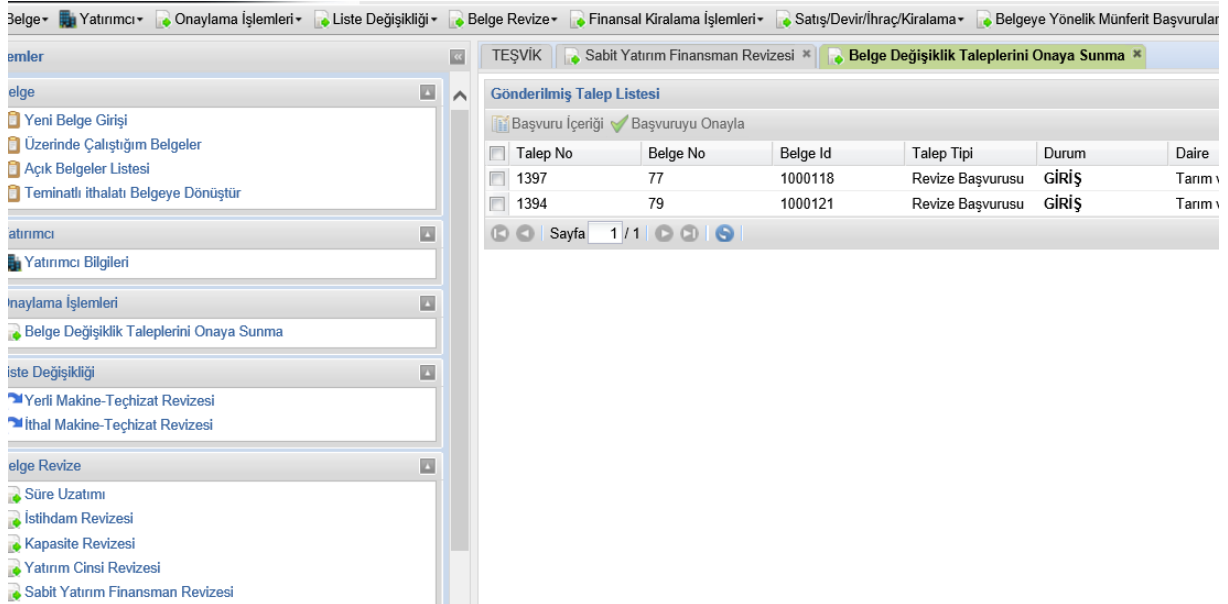 Belge Yatırımcı Onaylama İşlemleri Liste Değişikliği Belge Revize Finansal Kiralama İşlemleri Satış/Devir/İhraç/Kiralama Belgeye Yönelik Münferit Başvurular
emler
TEŞVİK Sabit Yatırım Finansman Revizesi Belge Değişiklik Taleplerini Onaya Sunma
elge
Yeni Belge Girişi
Üzerinde Çalıştığım Belgeler
Açık Belgeler Listesi
Teminatlı ithalatı Belgeye Dönüştür
atırımcı
Yatırımcı Bilgileri
naylama İşlemleri
Belge Değişiklik Taleplerini Onaya Sunma
iste Değişikliği
Yerli Makine-Teçhizat Revizesi
İthal Makine-Teçhizat Revizesi
elge Revize
Süre Uzatımı
İstihdam Revizesi
Kapasite Revizesi
Yatırım Cinsi Revizesi
Sabit Yatırım Finansman Revizesi
Gönderilmiş Talep Listesi
Başvuru İçeriği Başvuruyu Onayla
Talep No Belge No Belge Id Talep Tipi Durum Daire
1397 77 1000118 Revize Başvurusu GİRİŞ Tarım v
1394 79 1000121 Revize Başvurusu GİRİŞ Tarım v
Sayfa 1 / 1